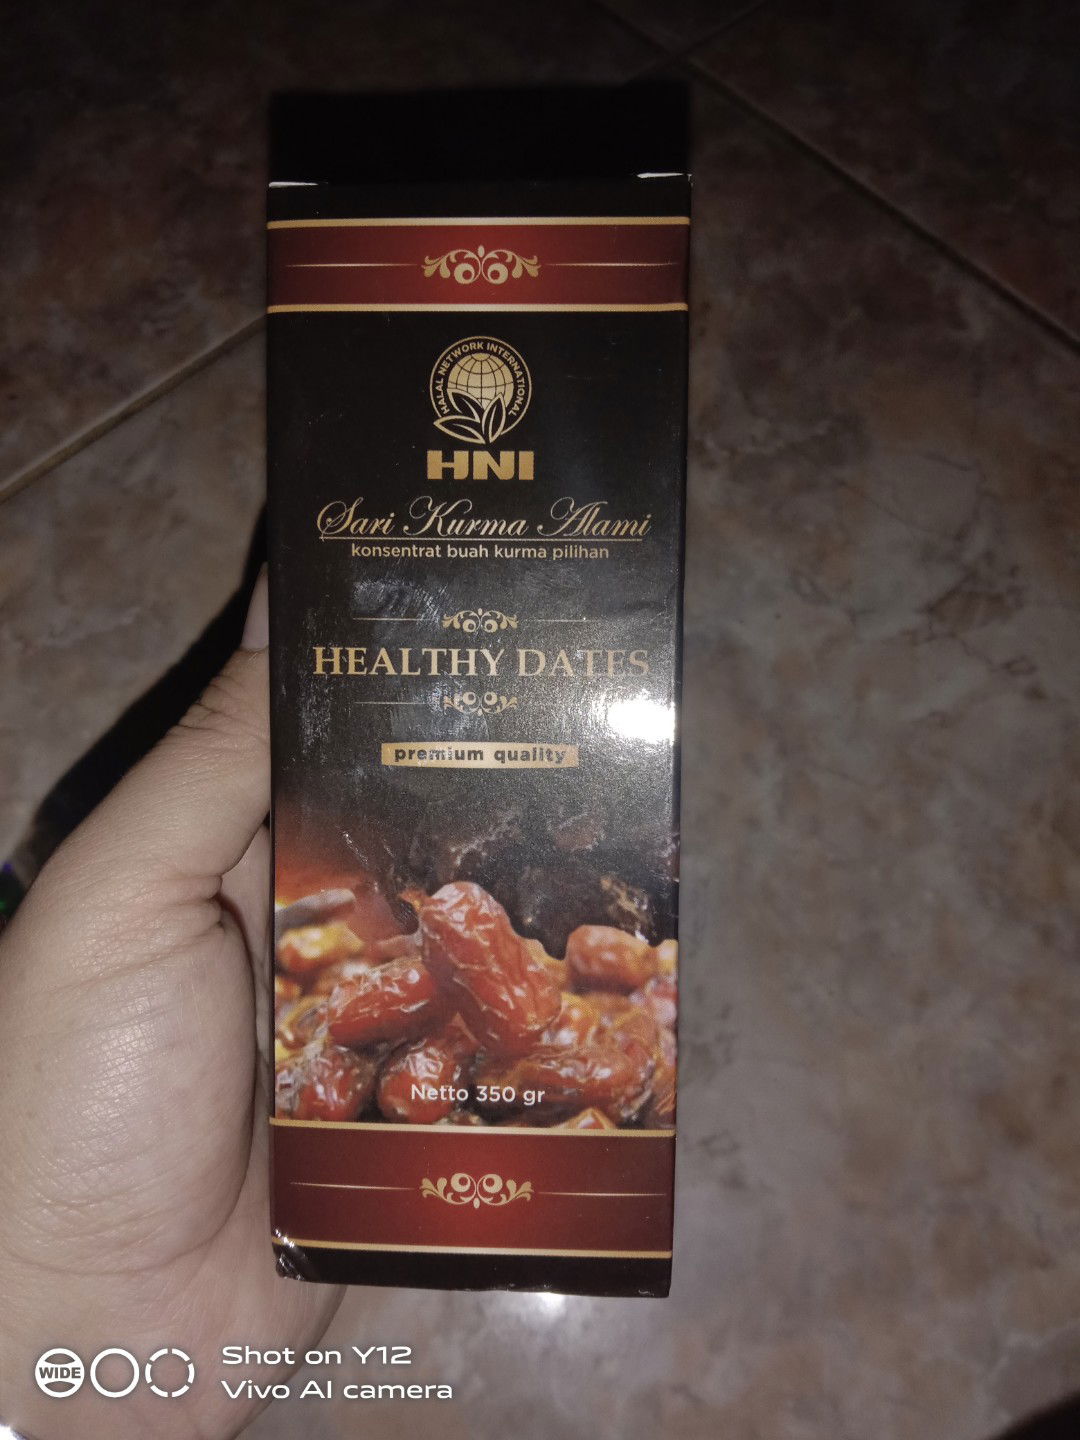 HALAL NETWORK INTERNATIONAL
HNI
Sari Kurma Alami
konsentrat buah kurma pilihan
HEALTHY DATES
premium quality
Netto 350 gr
WIDE
Shot on Y12
Vivo AI camera